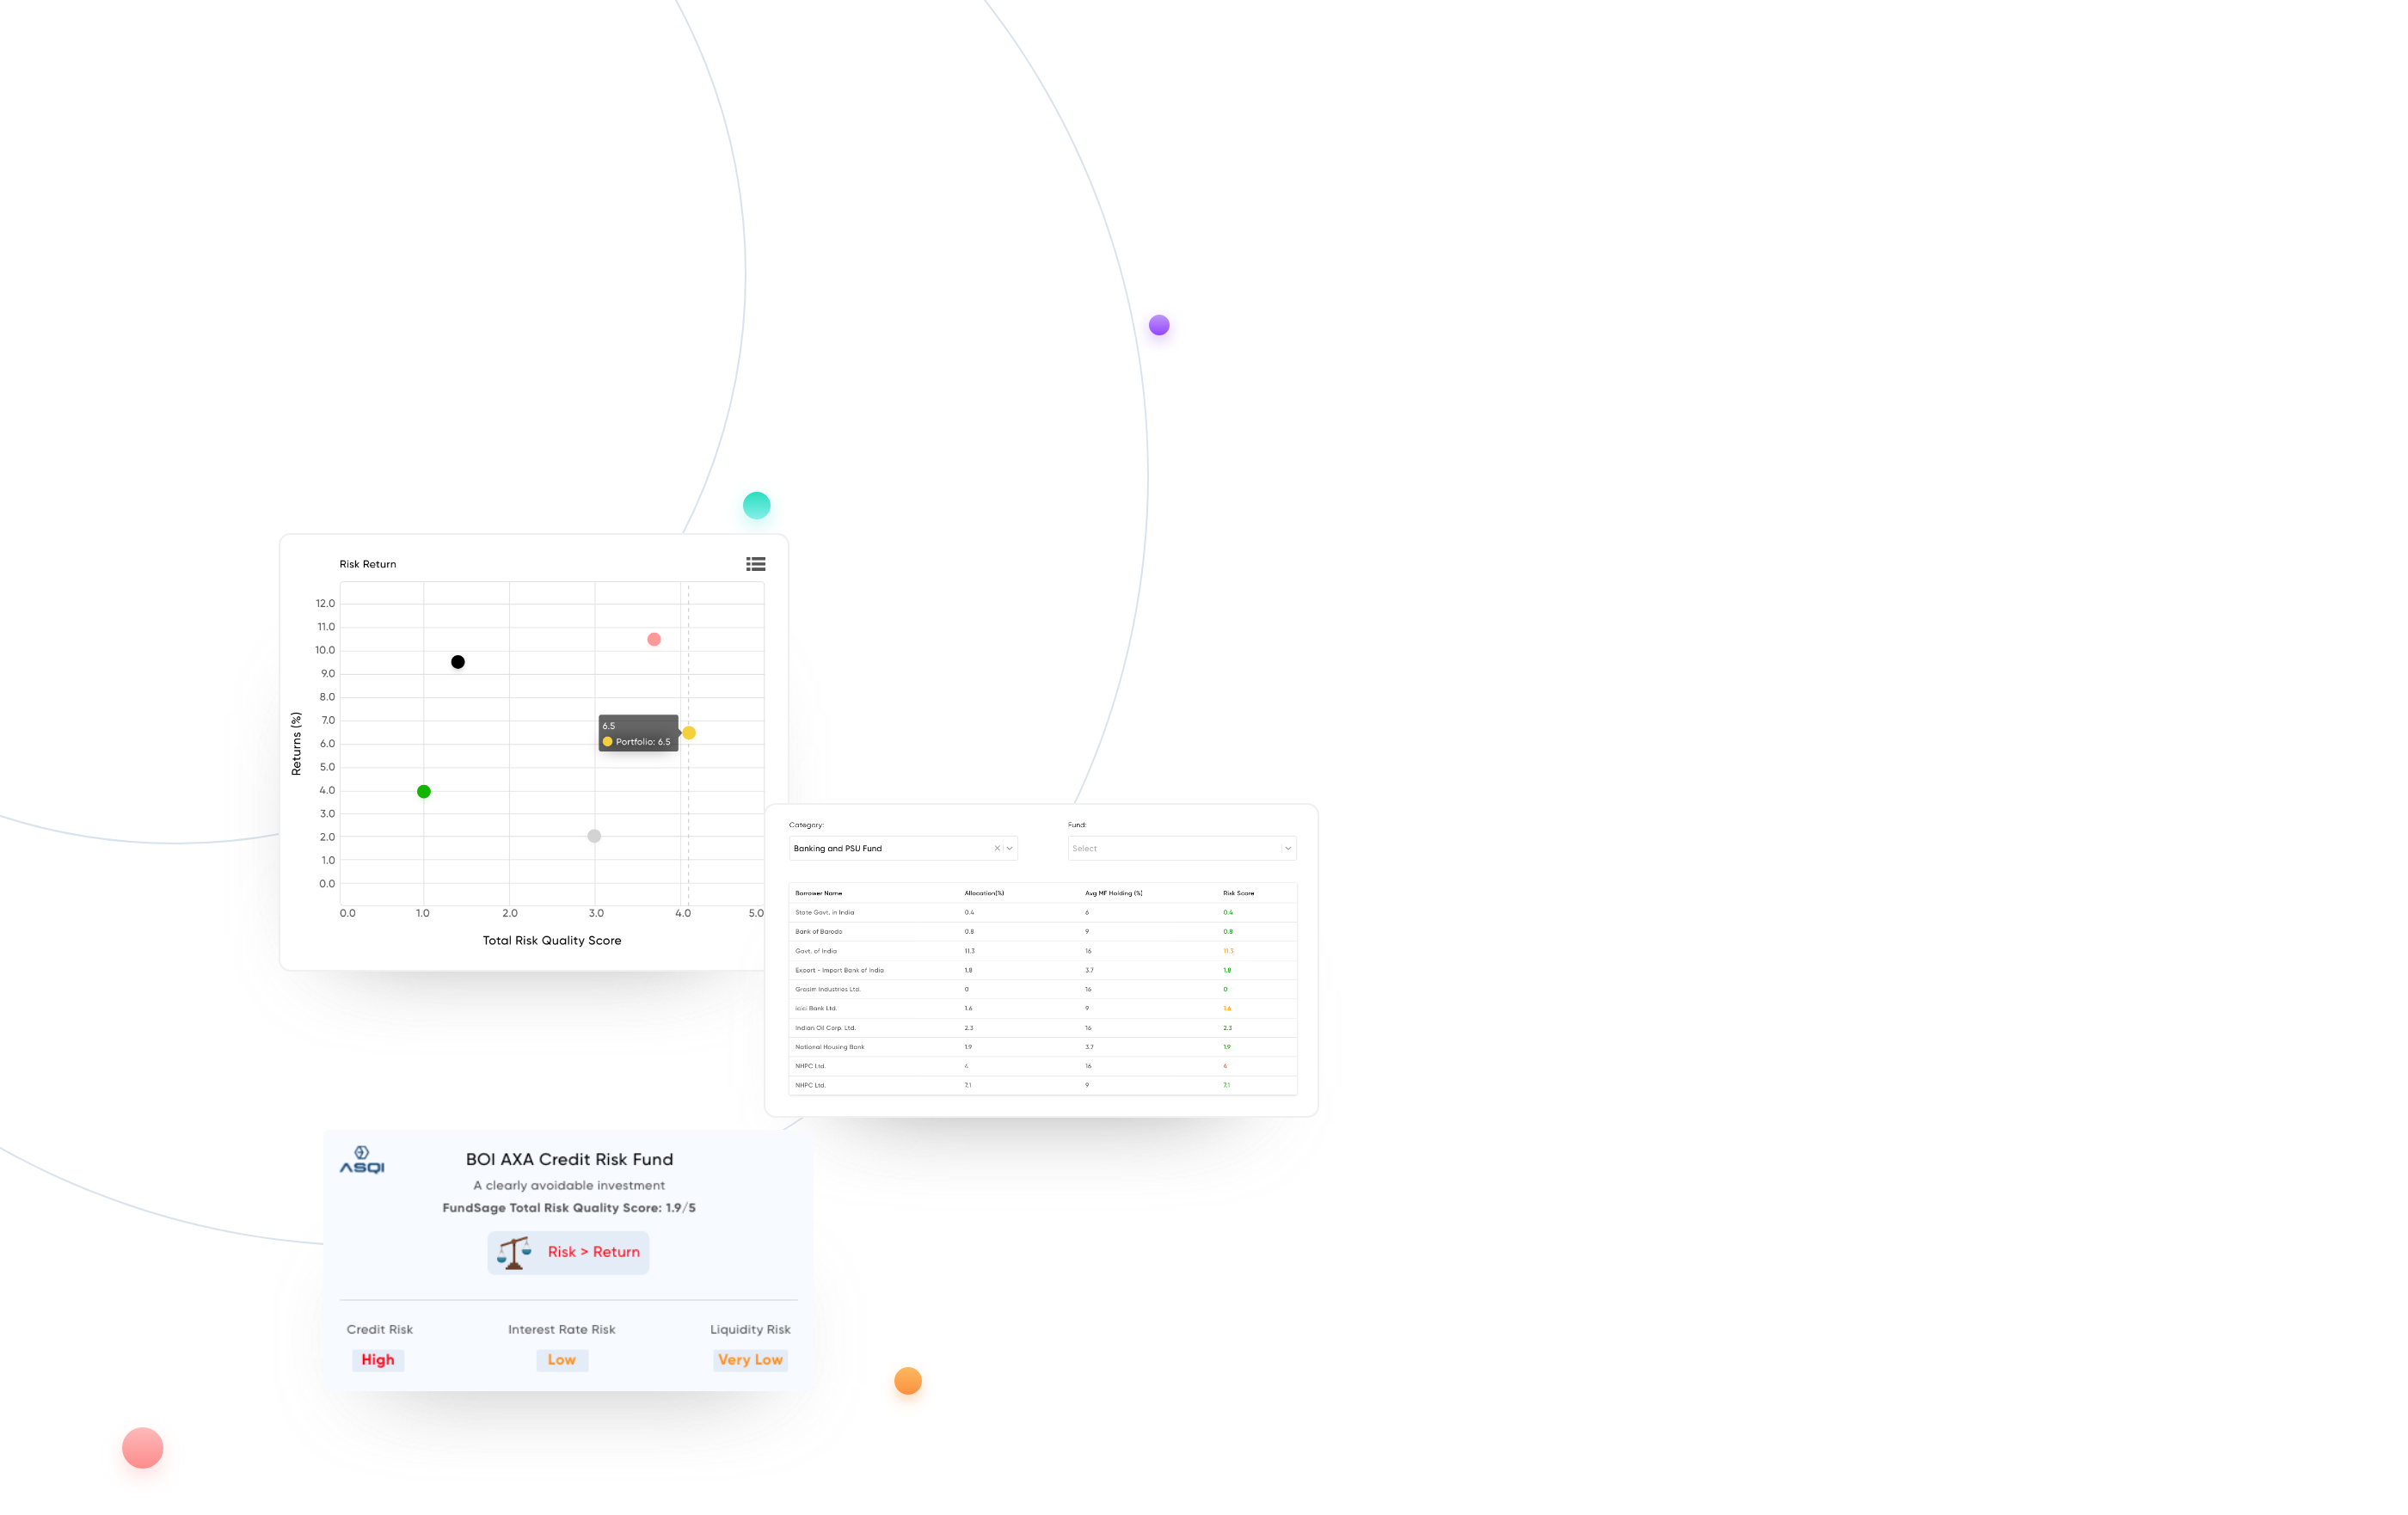 Risk Return
12.0
11.0
10.0
9.0
8.0
7.0
6.0
5.0
4.0
3.0
2.0
1.0
0.0
Returns (%)
6.5
Portfolio: 6.5
0.0 1.0 2.0 3.0 4.0 5.0
Total Risk Quality Score
Category: Fund:
Banking and PSU Fund Select
Borrower Name Allocation(%) Avg MF Holding (%) Risk Score
State Govt. in India 0.4 6 0.4
Bank of Baroda 0.8 9 0.8
Govt. of India 11.3 16 11.3
Export - Import Bank of India 1.8 3.7 1.8
Grasim Industries Ltd. 0 16 0
icici Bank Ltd. 1.6 9 1.6
Indian Oil Corp. Ltd. 2.3 16 2.3
National Housing Bank 1.9 3.7 1.9
NHPC Ltd. 4 16 4
NHPC Ltd. 7.1 9 7.1
ASQI
BOI AXA Credit Risk Fund
A clearly avoidable investment
FundSage Total Risk Quality Score: 1.9/5
Risk > Return
Credit Risk Interest Rate Risk Liquidity Risk
High Low Very Low